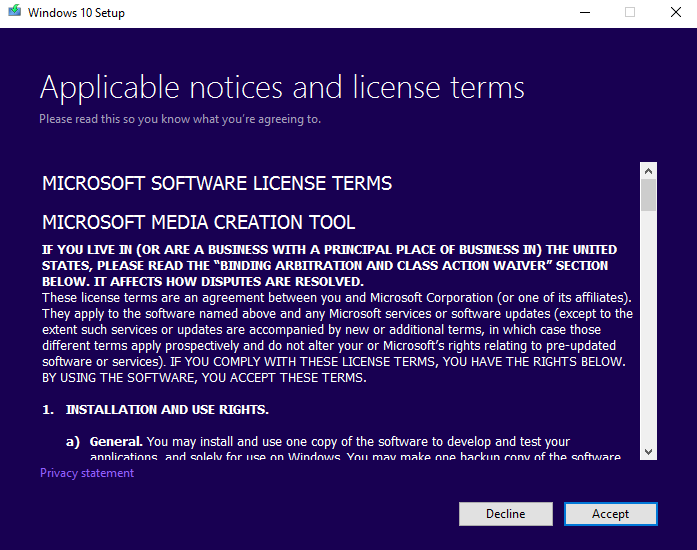 Windows 10 Setup
Applicable notices and license terms
Please read this so you know what you're agreeing to.
MICROSOFT SOFTWARE LICENSE TERMS
MICROSOFT MEDIA CREATION TOOL
IF YOU LIVE IN (OR ARE A BUSINESS WITH A PRINCIPAL PLACE OF BUSINESS IN) THE UNITED
STATES, PLEASE READ THE “BINDING ARBITRATION AND CLASS ACTION WAIVER” SECTION
BELOW. IT AFFECTS HOW DISPUTES ARE RESOLVED.
These license terms are an agreement between you and Microsoft Corporation (or one of its affiliates).
They apply to the software named above and any Microsoft services or software updates (except to the
extent such services or updates are accompanied by new or additional terms, in which case those
different terms apply prospectively and do not alter your or Microsoft’s rights relating to pre-updated
software or services). IF YOU COMPLY WITH THESE LICENSE TERMS, YOU HAVE THE RIGHTS BELOW.
BY USING THE SOFTWARE, YOU ACCEPT THESE TERMS.
1. INSTALLATION AND USE RIGHTS.
a) General. You may install and use one copy of the software to develop and test your
applications, and solely for use on Windows. You may make one backup copy of the software
Privacy statement
Decline
Accept